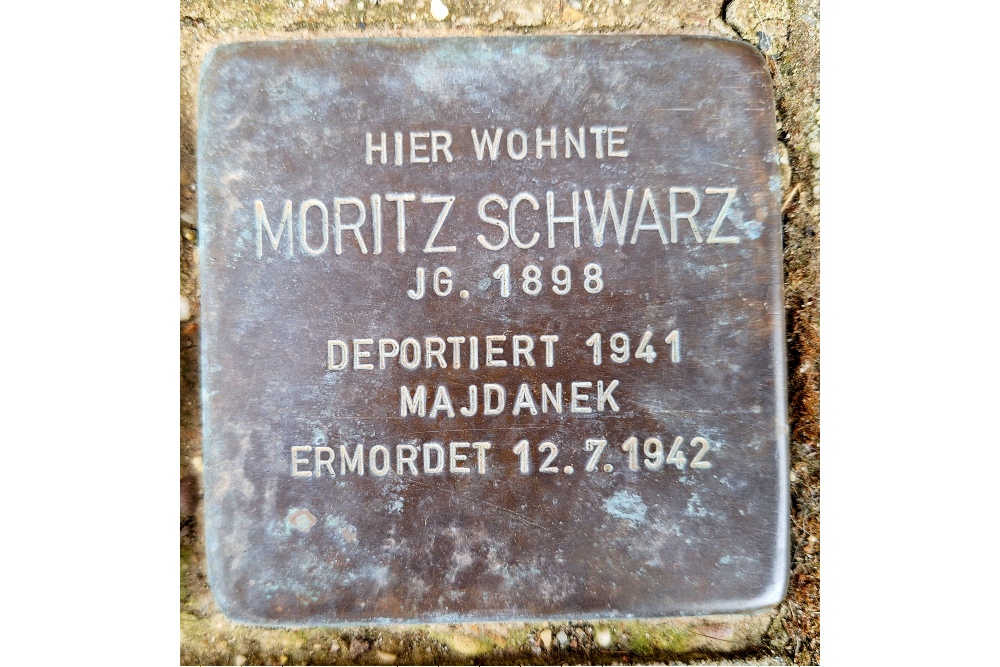 HIER WOHNTE
MORITZ SCHWARZ
JG. 1898
DEPORTIERT 1941
MAJDANEK
ERMORDET 12.7.1942